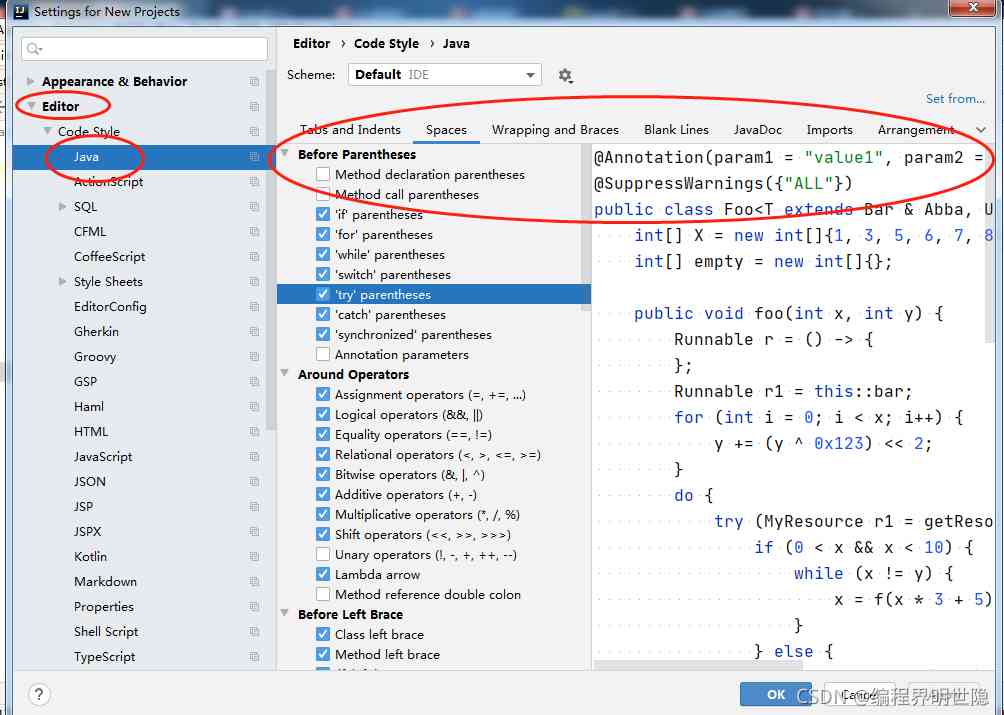 Settings for New Projects
Appearance & Behavior
Editor
Code Style
Java
ActionScript
SQL
CFML
CoffeeScript
Style Sheets
EditorConfig
Gherkin
Groovy
GSP
Haml
HTML
JavaScript
JSON
JSP
JSPX
Kotlin
Markdown
Properties
Shell Script
TypeScript
Editor › Code Style › Java
Scheme: Default IDE
Set from...
Tabs and Indents Spaces Wrapping and Braces Blank Lines JavaDoc Imports Arrangement
Before Parentheses
Method declaration parentheses
Method call parentheses
'if' parentheses
'for' parentheses
'while' parentheses
'switch' parentheses
'try' parentheses
'catch' parentheses
'synchronized' parentheses
Annotation parameters
Around Operators
Assignment operators (=, +=, ...)
Logical operators (&&, ||)
Equality operators (==, !=)
Relational operators (<, >, <=, >=)
Bitwise operators (&, |, ^)
Additive operators (+, -)
Multiplicative operators (*, /, %)
Shift operators (<<, >>, >>>)
Unary operators (!, -, +, ++, --)
Lambda arrow
Method reference double colon
Before Left Brace
Class left brace
Method left brace
@Annotation(param1 = "value1", param2 =
@SuppressWarnings({"ALL"})
public class Foo<T extends Bar & Abba, U
int[] X = new int[]{1, 3, 5, 6, 7, 8
int[] empty = new int[]{};
public void foo(int x, int y) {
Runnable r = () -> {
};
Runnable r1 = this::bar;
for (int i = 0; i < x; i++) {
y += (y ^ 0x123) << 2;
}
do {
try (MyResource r1 = getReso
if (0 < x && x < 10) {
while (x != y) {
x = f(x * 3 + 5)
}
} else {
?
OK
Cancel
CSDN @编程界明世隐